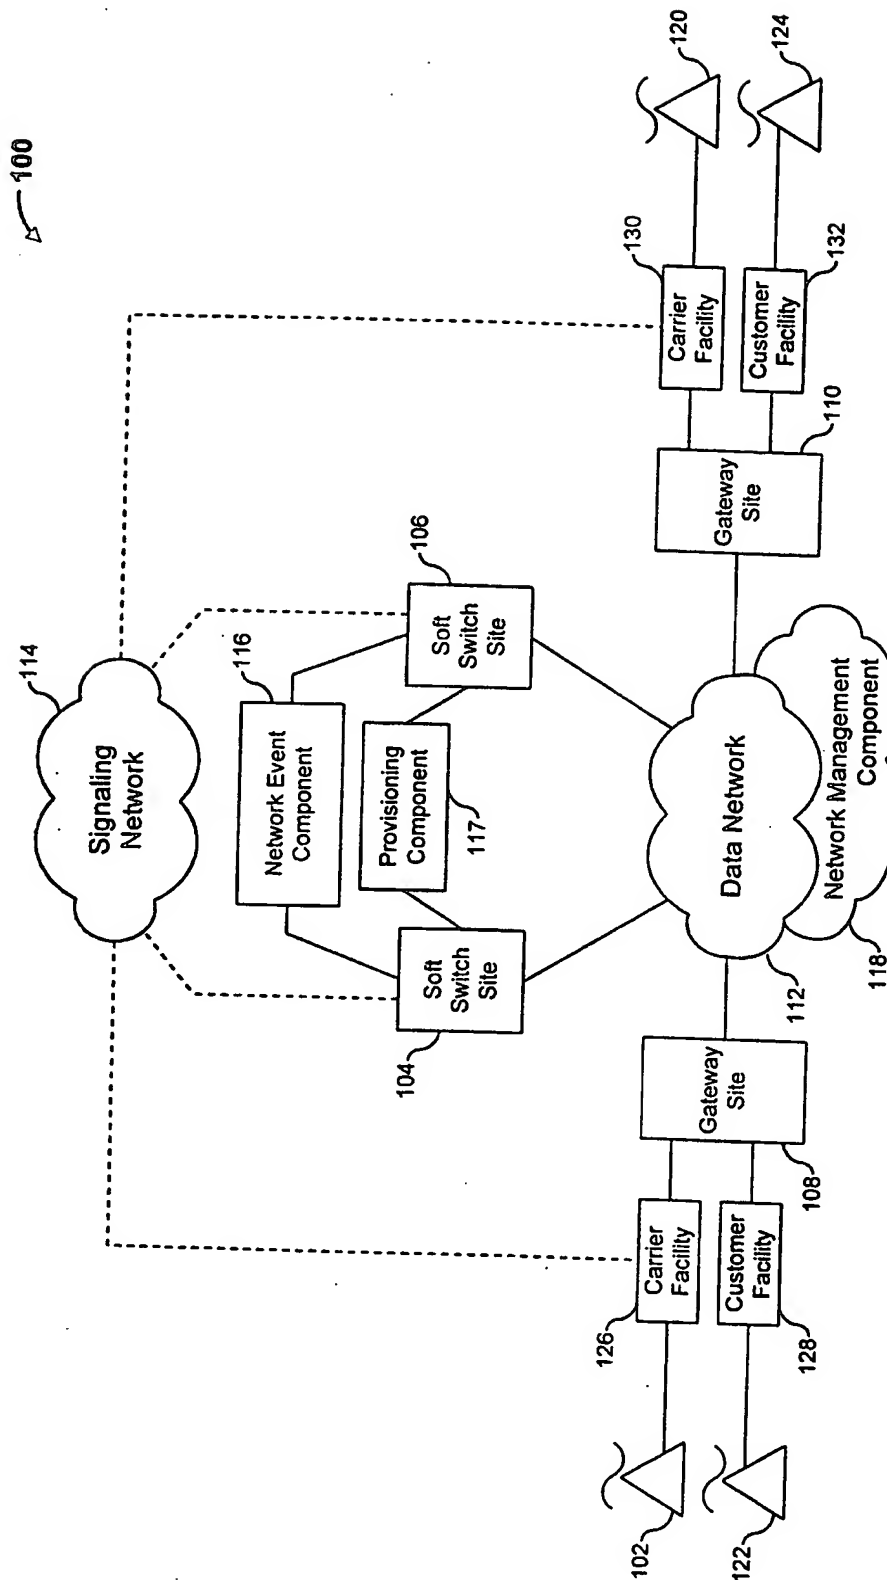 100
114
Signaling
Network
116
Network Event
Component
106
Soft
Switch
Site
Provisioning
Component
117
Soft
Switch
Site
104
120
124
130
Carrier
Facility
Customer
Facility
132
110
Gateway
Site
Data Network
112
Network Management
Component
118
Gateway
Site
108
126
Carrier
Facility
Customer
Facility
128
102
122